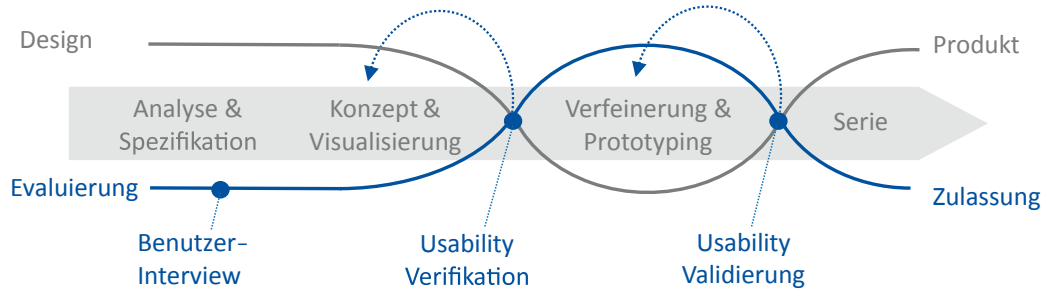 Design
Produkt
Analyse &
Spezifikation
Konzept &
Visualisierung
Verfeinerung &
Prototyping
Serie
Evaluierung
Zulassung
Benutzer-
Interview
Usability
Verifikation
Usability
Validierung